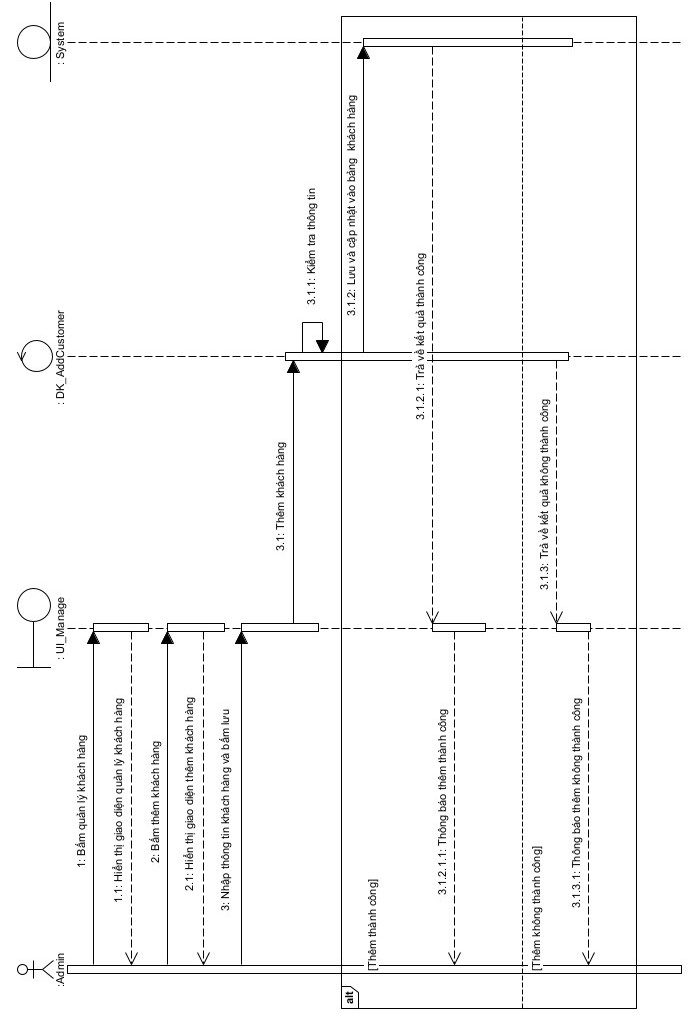 :Admin
: UI_Manage
: DK_AddCustomer
: System
1: Bấm quản lý khách hàng
1.1: Hiển thị giao diện quản lý khách hàng
2: Bấm thêm khách hàng
2.1: Hiển thị giao diện thêm khách hàng
3: Nhập thông tin khách hàng và bấm lưu
3.1: Thêm khách hàng
3.1.1: Kiểm tra thông tin
alt
[Thêm thành công]
3.1.2: Lưu và cập nhật vào bảng khách hàng
3.1.2.1: Trả về kết quả thành công
3.1.2.1.1: Thông báo thêm thành công
[Thêm không thành công]
3.1.3: Trả về kết quả không thành công
3.1.3.1: Thông báo thêm không thành công